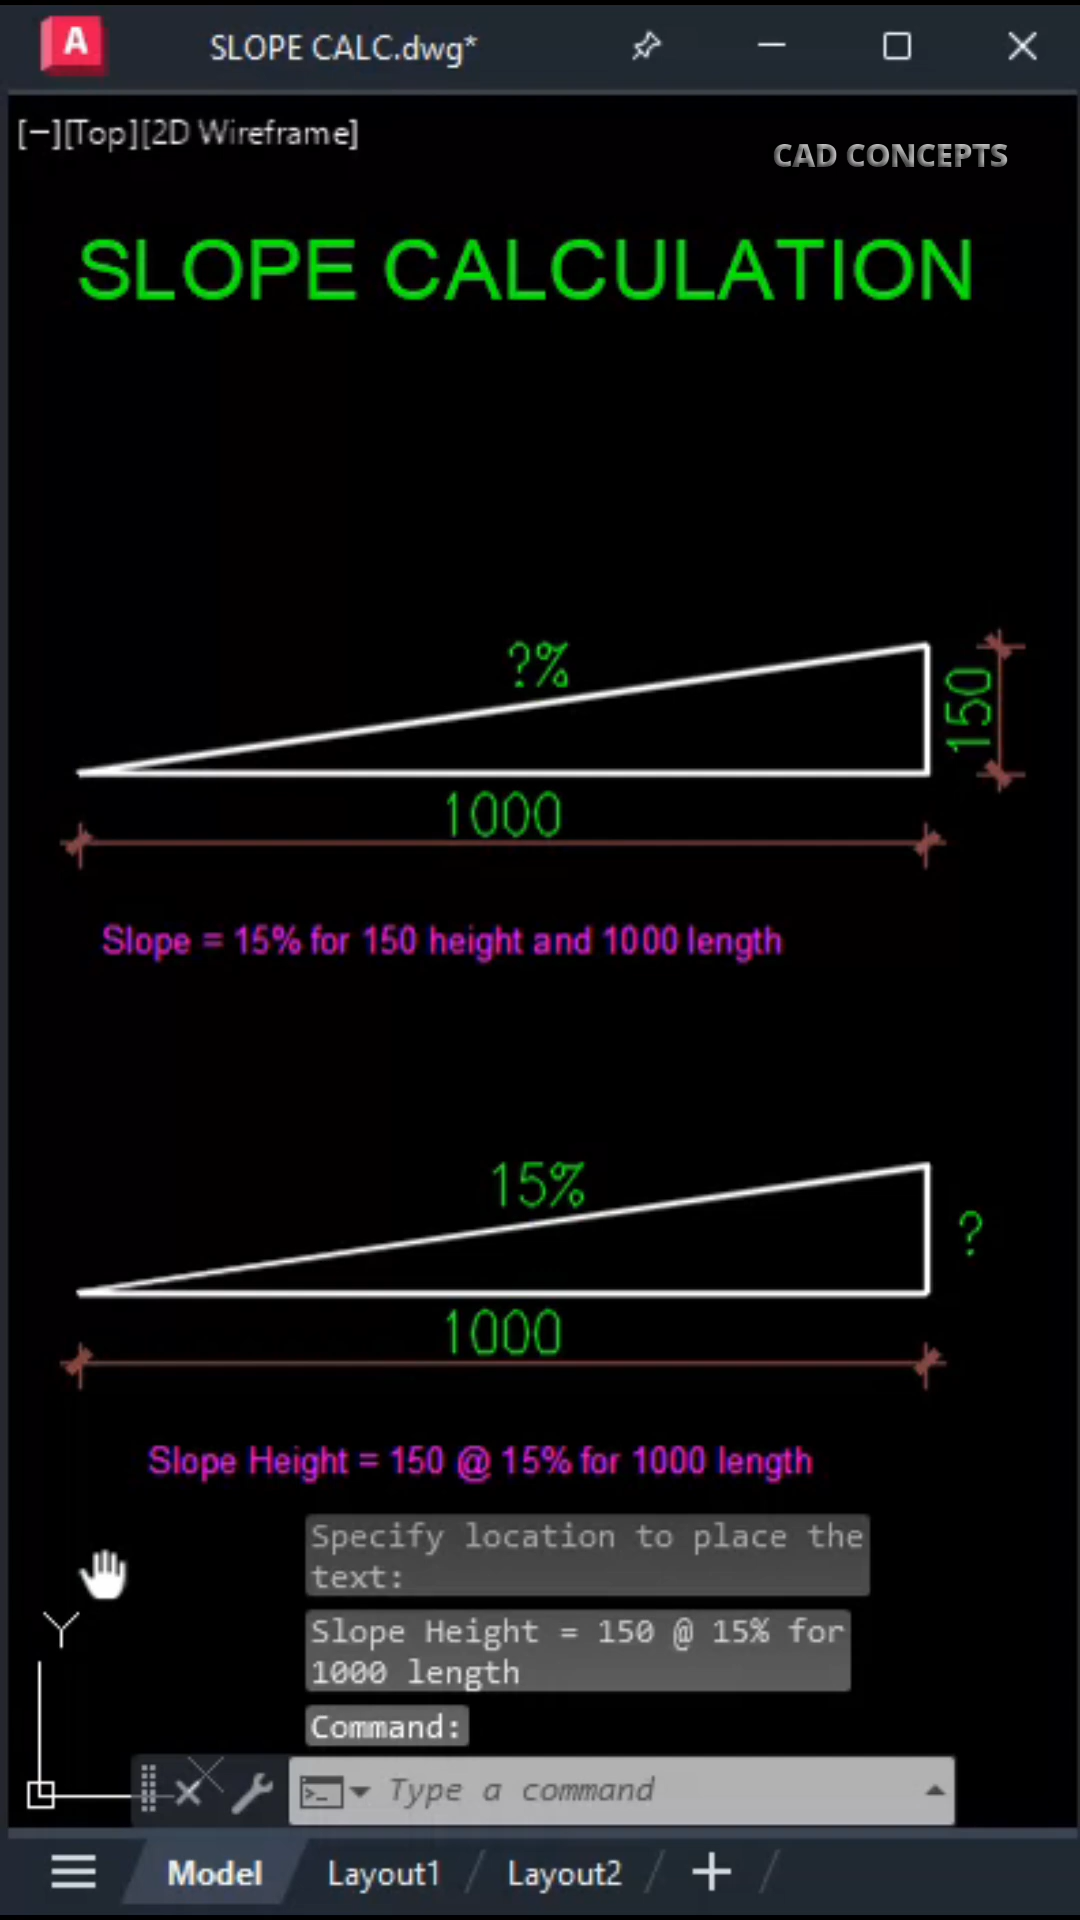 A
SLOPE CALC.dwg*
[−][Top][2D Wireframe]
CAD CONCEPTS
SLOPE CALCULATION
?%
150
1000
Slope = 15% for 150 height and 1000 length
15%
?
1000
Slope Height = 150 @ 15% for 1000 length
Specify location to place the
text:
Slope Height = 150 @ 15% for
1000 length
Command:
Y
Type a command
Model
Layout1
Layout2